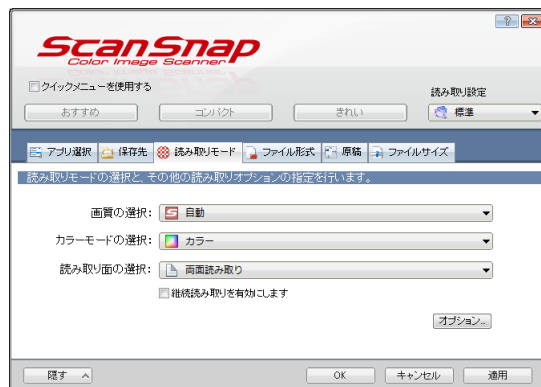 ScanSnap
Color Image Scanner
クイックメニューを使用する
読み取り設定
おすすめ コンパクト きれい 標準
アプリ選択 保存先 読み取りモード ファイル形式 原稿 ファイルサイズ
読み取りモードの選択と、その他の読み取りオプションの指定を行います。
画質の選択: 自動
カラーモードの選択: カラー
読み取り面の選択: 両面読み取り
継続読み取りを有効にします
オプション...
隠す OK キャンセル 適用